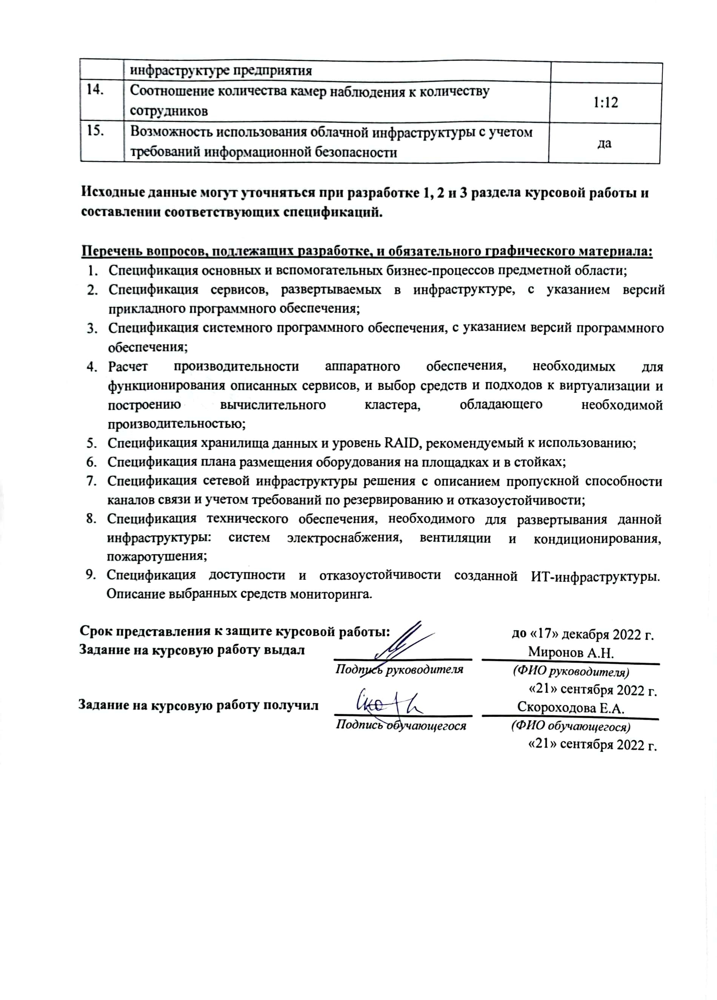 инфраструктуре предприятия
14. Соотношение количества камер наблюдения к количеству
сотрудников
1:12
15. Возможность использования облачной инфраструктуры с учетом
требований информационной безопасности
да
Исходные данные могут уточняться при разработке 1, 2 и 3 раздела курсовой работы и
составлении соответствующих спецификаций.
Перечень вопросов, подлежащих разработке, и обязательного графического материала:
1. Спецификация основных и вспомогательных бизнес-процессов предметной области;
2. Спецификация сервисов, развертываемых в инфраструктуре, с указанием версий
прикладного программного обеспечения;
3. Спецификация системного программного обеспечения, с указанием версий программного
обеспечения;
4. Расчет производительности аппаратного обеспечения, необходимых для
функционирования описанных сервисов, и выбор средств и подходов к виртуализации и
построению вычислительного кластера, обладающего необходимой
производительностью;
5. Спецификация хранилища данных и уровень RAID, рекомендуемый к использованию;
6. Спецификация плана размещения оборудования на площадках и в стойках;
7. Спецификация сетевой инфраструктуры решения с описанием пропускной способности
каналов связи и учетом требований по резервированию и отказоустойчивости;
8. Спецификация технического обеспечения, необходимого для развертывания данной
инфраструктуры: систем электроснабжения, вентиляции и кондиционирования,
пожаротушения;
9. Спецификация доступности и отказоустойчивости созданной ИТ-инфраструктуры.
Описание выбранных средств мониторинга.
Срок представления к защите курсовой работы: до «17» декабря 2022 г.
Задание на курсовую работу выдал Миронов А.Н.
Подпись руководителя (ФИО руководителя)
«21» сентября 2022 г.
Задание на курсовую работу получил Скороходова Е.А.
Подпись обучающегося (ФИО обучающегося)
«21» сентября 2022 г.